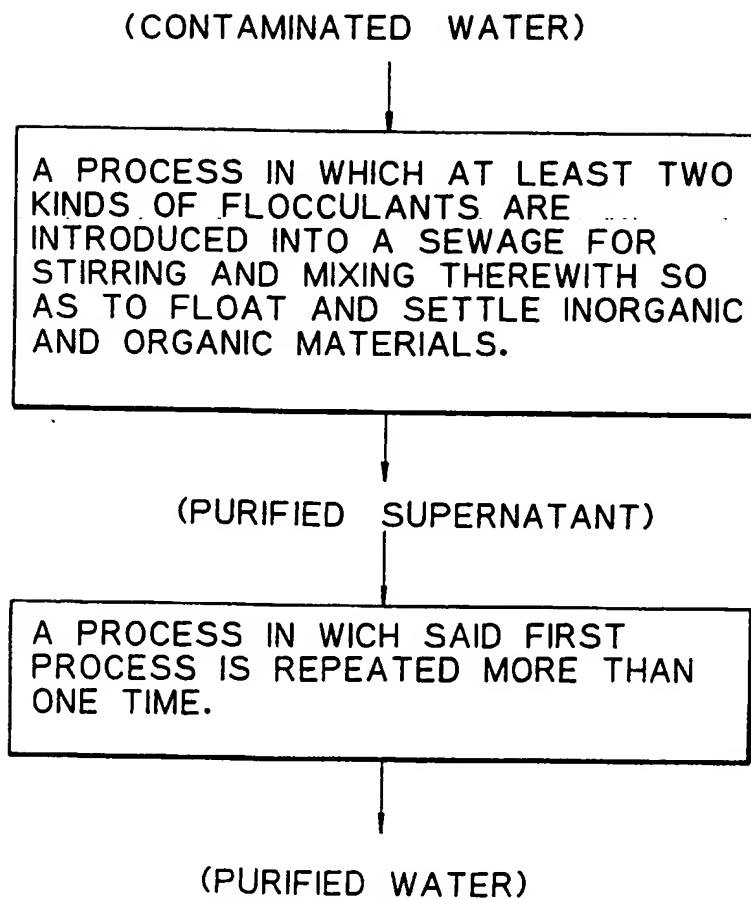 (CONTAMINATED WATER)
A PROCESS IN WHICH AT LEAST TWO
KINDS OF FLOCCULANTS ARE
INTRODUCED INTO A SEWAGE FOR
STIRRING AND MIXING THEREWITH SO
AS TO FLOAT AND SETTLE INORGANIC
AND ORGANIC MATERIALS.
(PURIFIED SUPERNATANT)
A PROCESS IN WICH SAID FIRST
PROCESS IS REPEATED MORE THAN
ONE TIME.
(PURIFIED WATER)